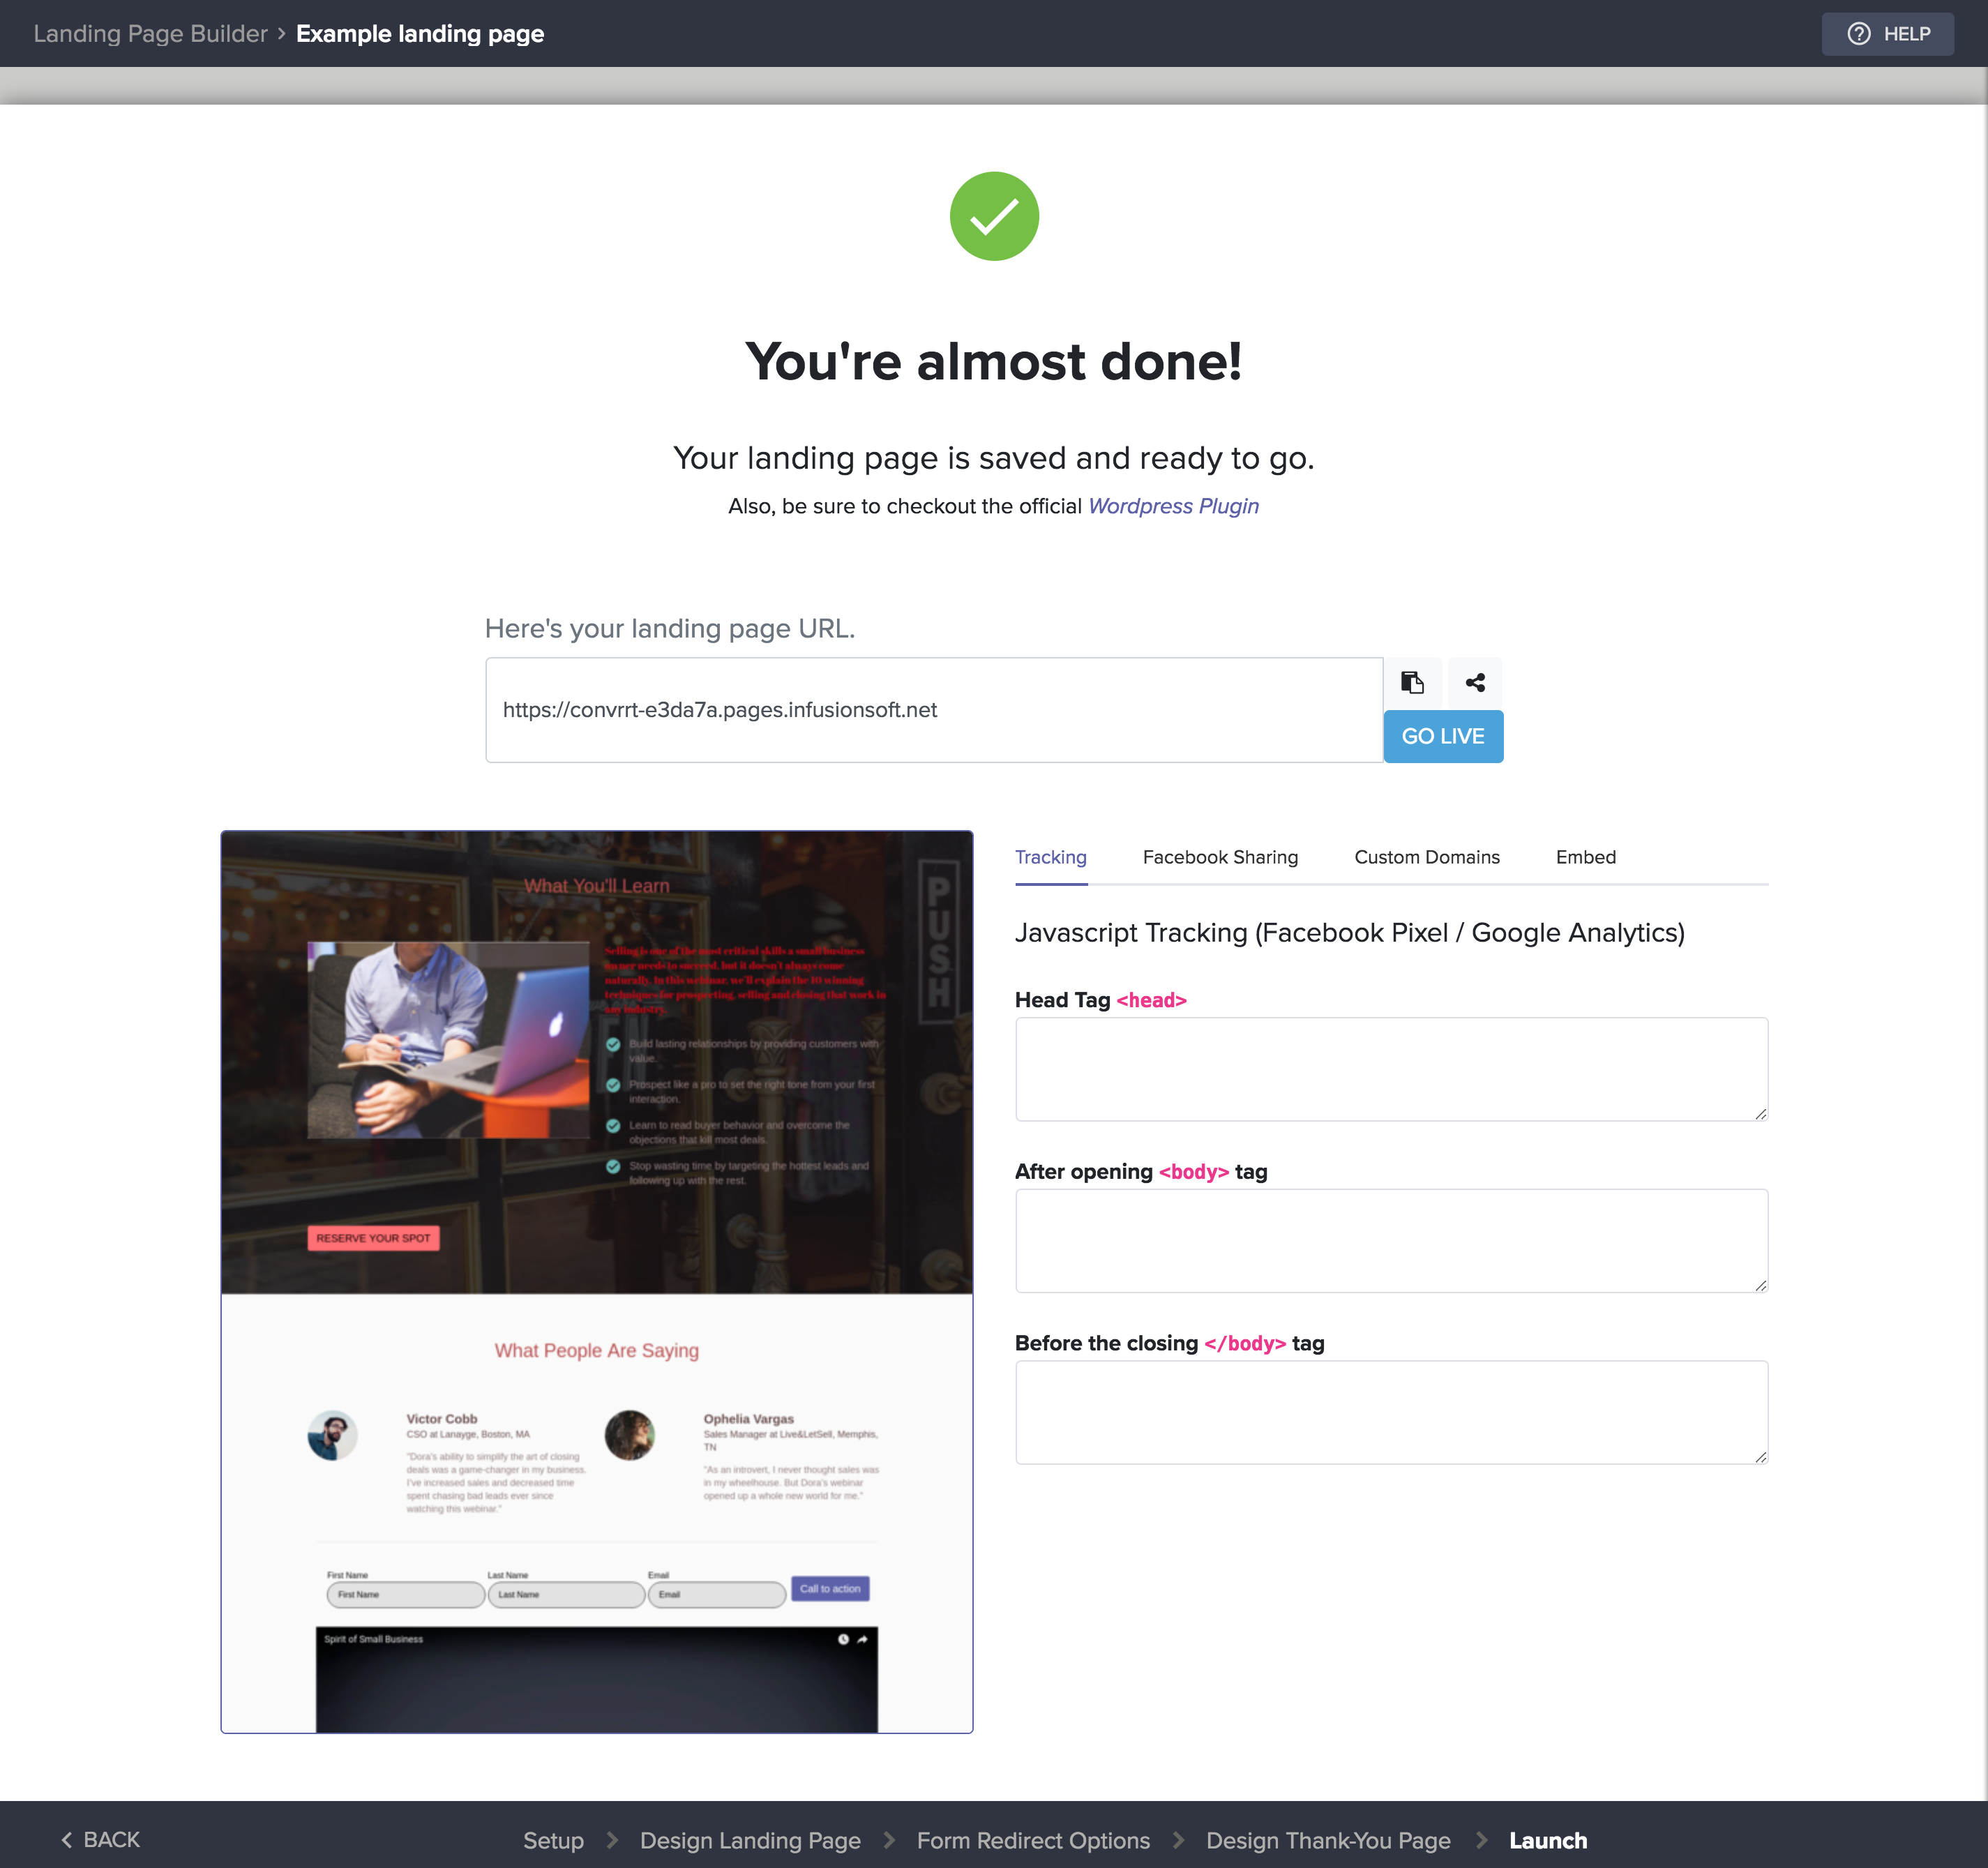 Landing Page Builder › Example landing page
HELP
You're almost done!
Your landing page is saved and ready to go.
Also, be sure to checkout the official Wordpress Plugin
Here's your landing page URL.
https://convrrt-e3da7a.pages.infusionsoft.net
GO LIVE
What You'll Learn
PUSH
Selling is one of the most critical skills a small business
owner needs to succeed, but it doesn't always come
naturally. In this webinar, we'll explain the 10 winning
techniques for prospecting, selling and closing that work in
any industry.
Build lasting relationships by providing customers with
value.
Prospect like a pro to set the right tone from your first
interaction.
Learn to read buyer behavior and overcome the
objections that kill most deals.
Stop wasting time by targeting the hottest leads and
following up with the rest.
RESERVE YOUR SPOT
What People Are Saying
Victor Cobb
CSO at Lanayge, Boston, MA
"Dora's ability to simplify the art of closing
deals was a game-changer in my business.
I've increased sales and decreased time
spent chasing bad leads ever since
watching this webinar."
Ophelia Vargas
Sales Manager at Live&LetSell, Memphis,
TN
"As an introvert, I never thought sales was
in my wheelhouse. But Dora's webinar
opened up a whole new world for me."
First Name Last Name Email
First Name Last Name Email Call to action
Spirit of Small Business
Tracking Facebook Sharing Custom Domains Embed
Javascript Tracking (Facebook Pixel / Google Analytics)
Head Tag <head>
After opening <body> tag
Before the closing </body> tag
BACK
Setup > Design Landing Page > Form Redirect Options > Design Thank-You Page > Launch